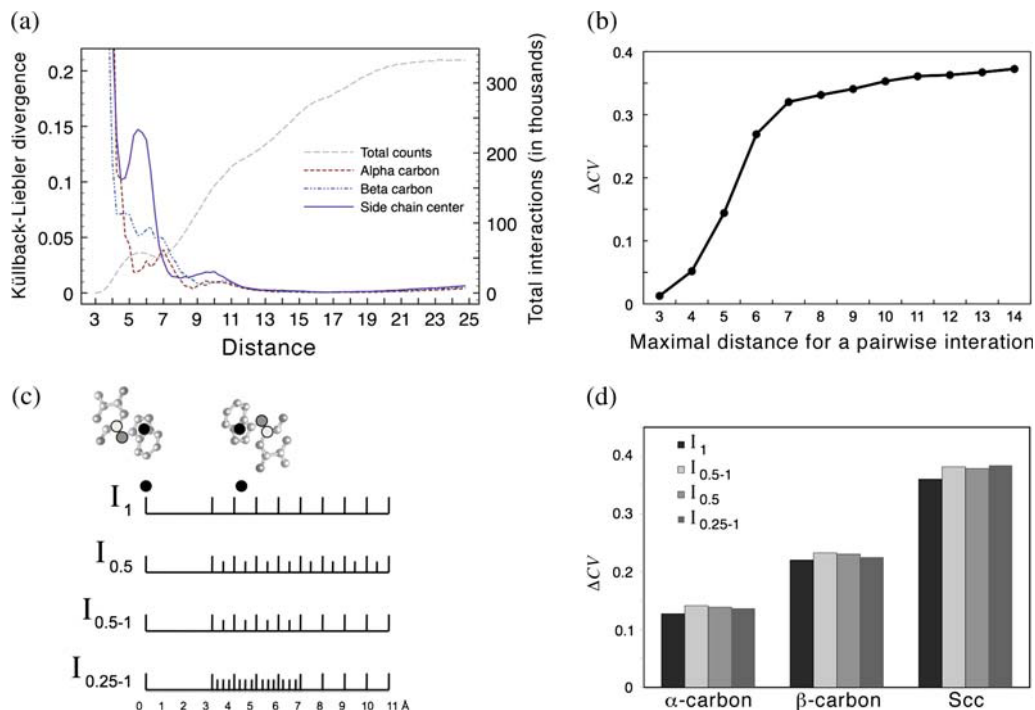 (a)
Küllback-Liebler divergence
0.2
0.15
0.1
0.05
0
300
200
100
0
Total interactions (in thousands)
Total counts
Alpha carbon
Beta carbon
Side chain center
3 5 7 9 11 13 15 17 19 21 23 25
Distance
(b)
ΔCV
0.4
0.3
0.2
0.1
0
3 4 5 6 7 8 9 10 11 12 13 14
Maximal distance for a pairwise interation
(c)
I1
I0.5
I0.5-1
I0.25-1
0 1 2 3 4 5 6 7 8 9 10 11 Å
(d)
ΔCV
0.4
0.3
0.2
0.1
0
I1
I0.5-1
I0.5
I0.25-1
α-carbon β-carbon Scc